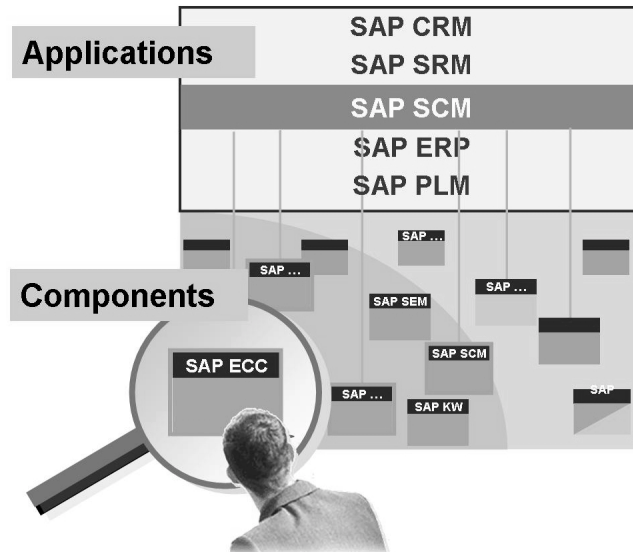 Applications
SAP CRM
SAP SRM
SAP SCM
SAP ERP
SAP PLM
Components
SAP ...
SAP ...
SAP ...
SAP SEM
SAP SCM
SAP ECC
SAP ...
SAP KW
SAP